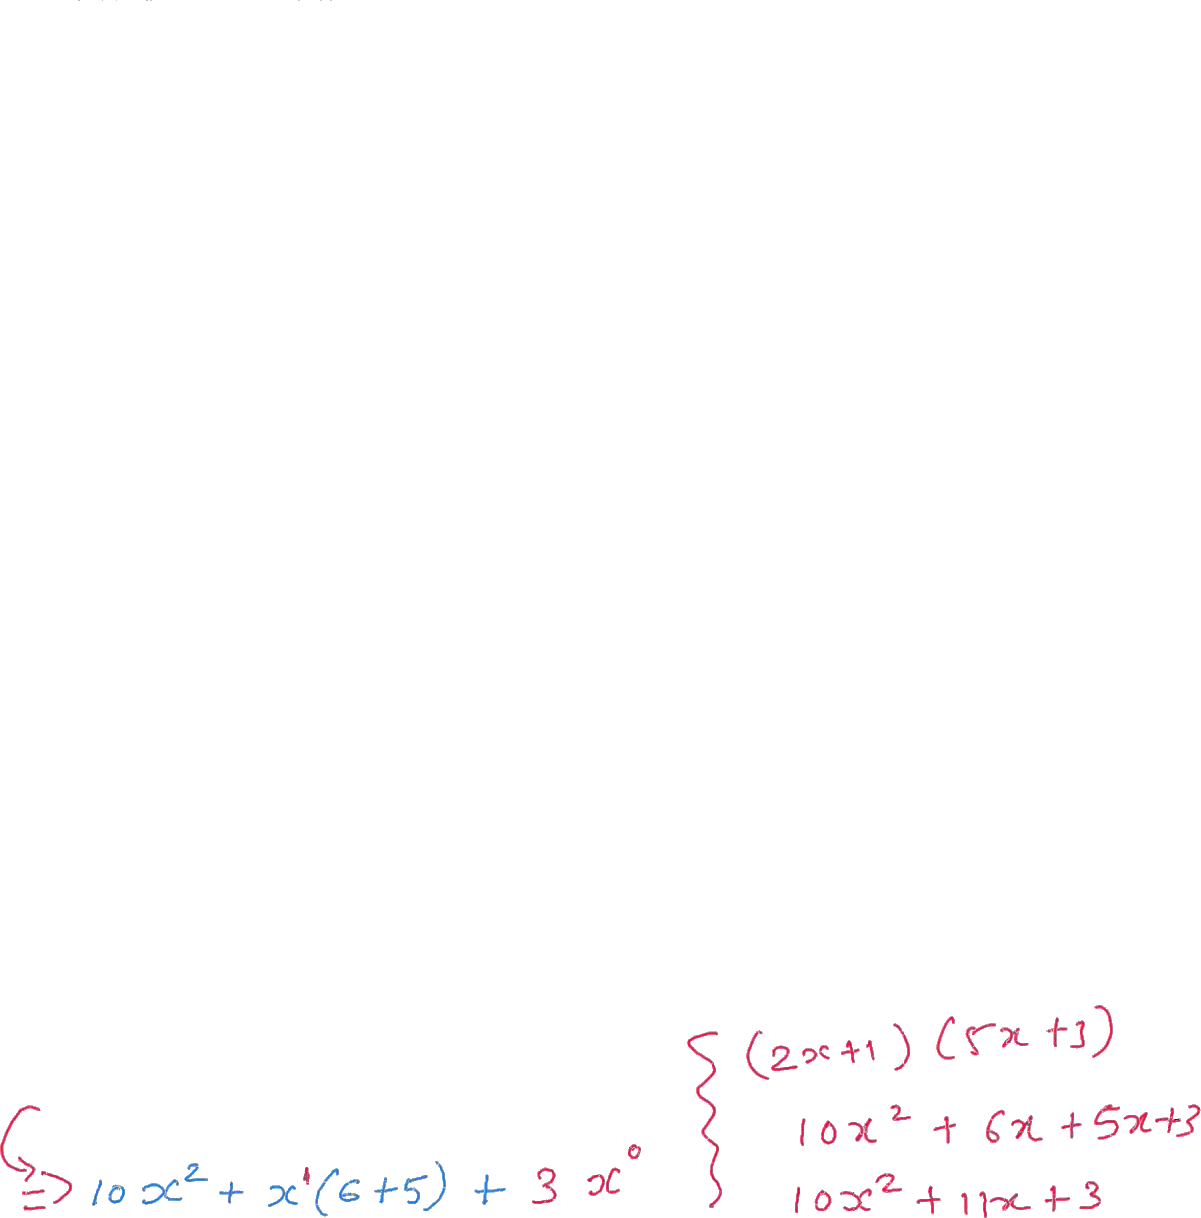 (2x+1) (5x+3)
10x² + 6x + 5x+3
⇒ 10x² + x¹(6+5) + 3x⁰
10x² + 11x + 3